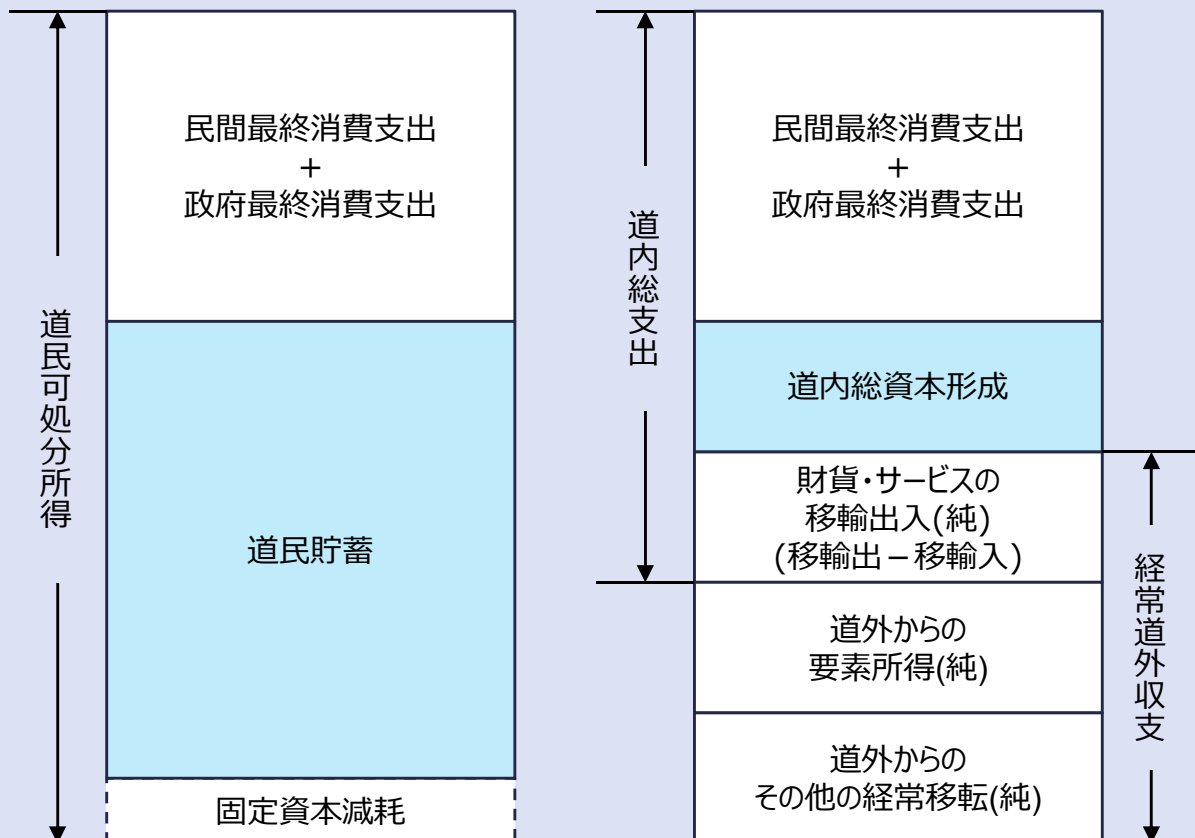 道民可処分所得
民間最終消費支出
+
政府最終消費支出
道民貯蓄
固定資本減耗
道内総支出
民間最終消費支出
+
政府最終消費支出
道内総資本形成
財貨・サービスの
移輸出入(純)
(移輸出－移輸入)
道外からの
要素所得(純)
道外からの
その他の経常移転(純)
経常道外収支